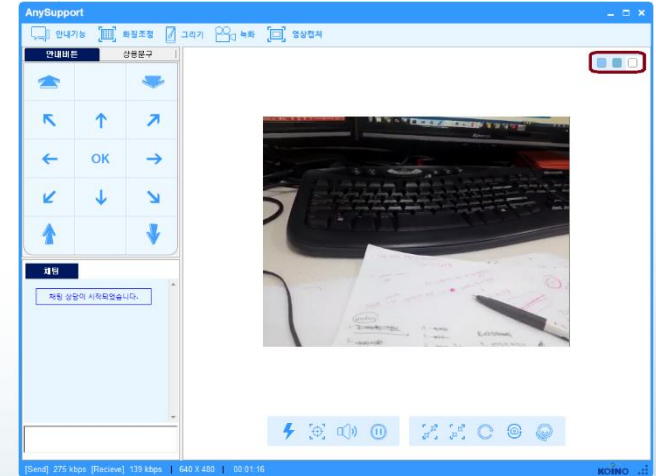 AnySupport
안내기능 화질조정 그리기 녹화 영상캡처
안내버튼 상용문구
OK
채팅
채팅 상담이 시작되었습니다.
[Send] 275 kbps [Recieve] 139 kbps 640 X 480 00:01:16
KOINO